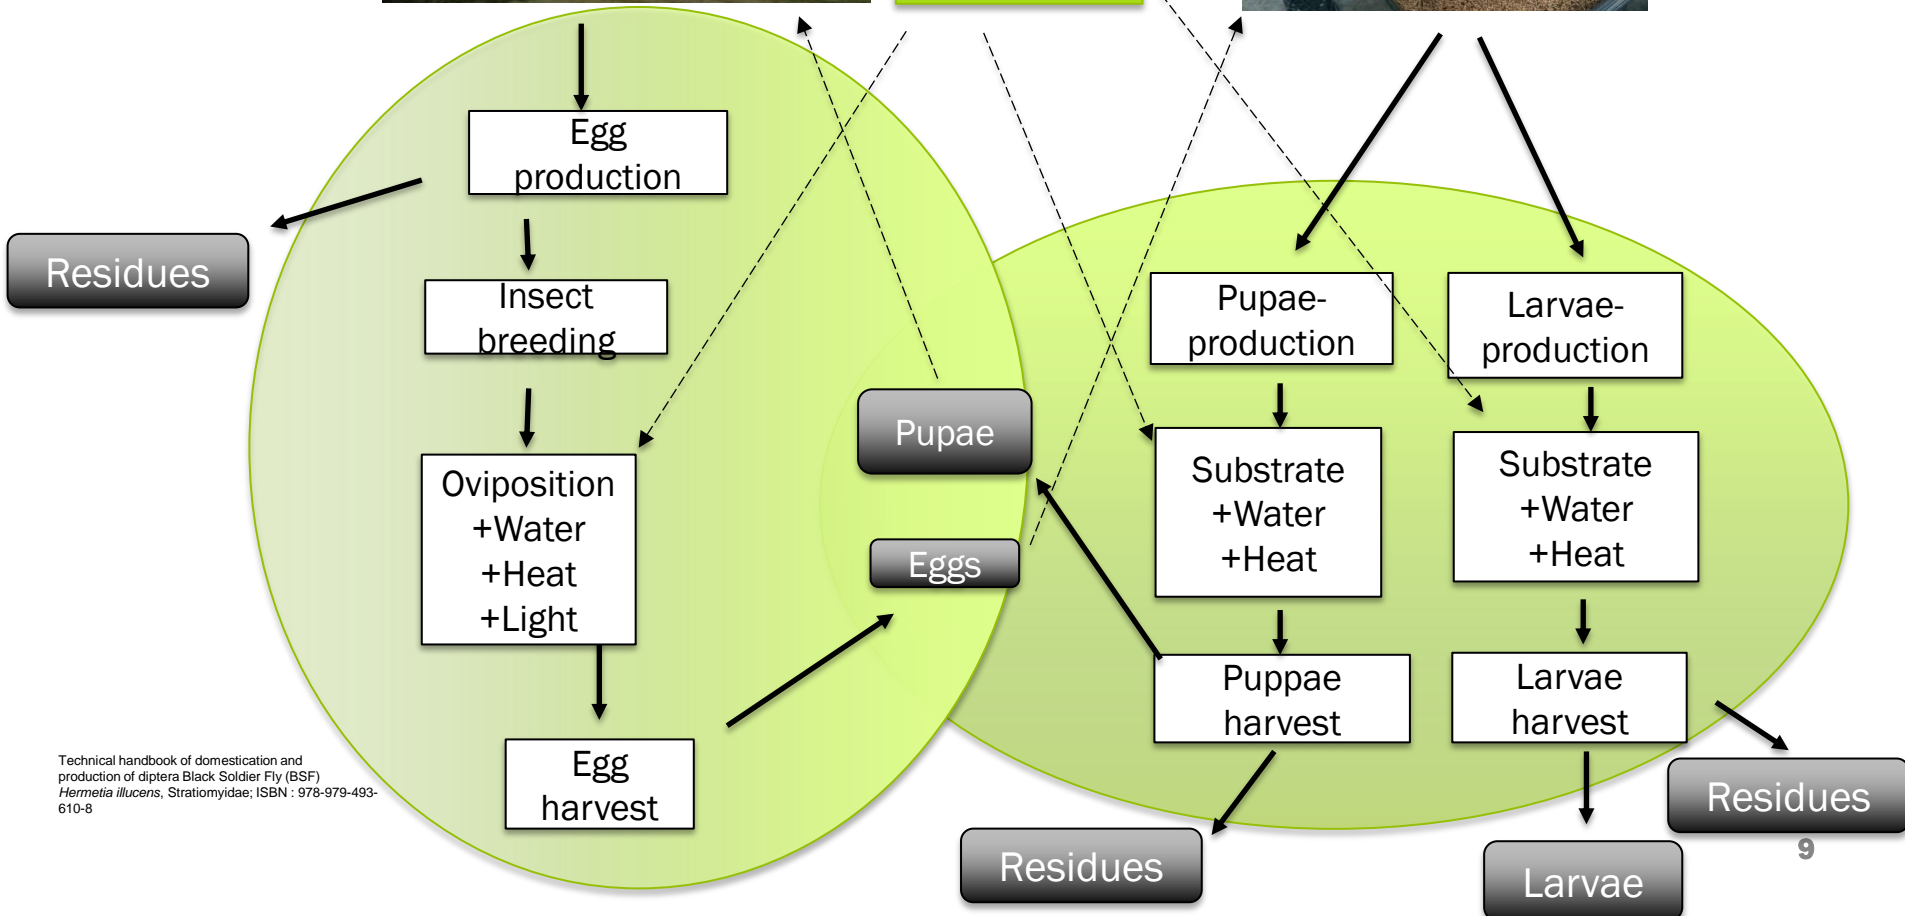 Egg
production
Residues
Insect
breeding
Oviposition
+Water
+Heat
+Light
Egg
harvest
Pupae
Eggs
Pupae-
production
Substrate
+Water
+Heat
Puppae
harvest
Residues
Larvae-
production
Substrate
+Water
+Heat
Larvae
harvest
Residues
Larvae
Technical handbook of domestication and
production of diptera Black Soldier Fly (BSF)
Hermetia illucens, Stratiomyidae; ISBN : 978-979-493-
610-8
9